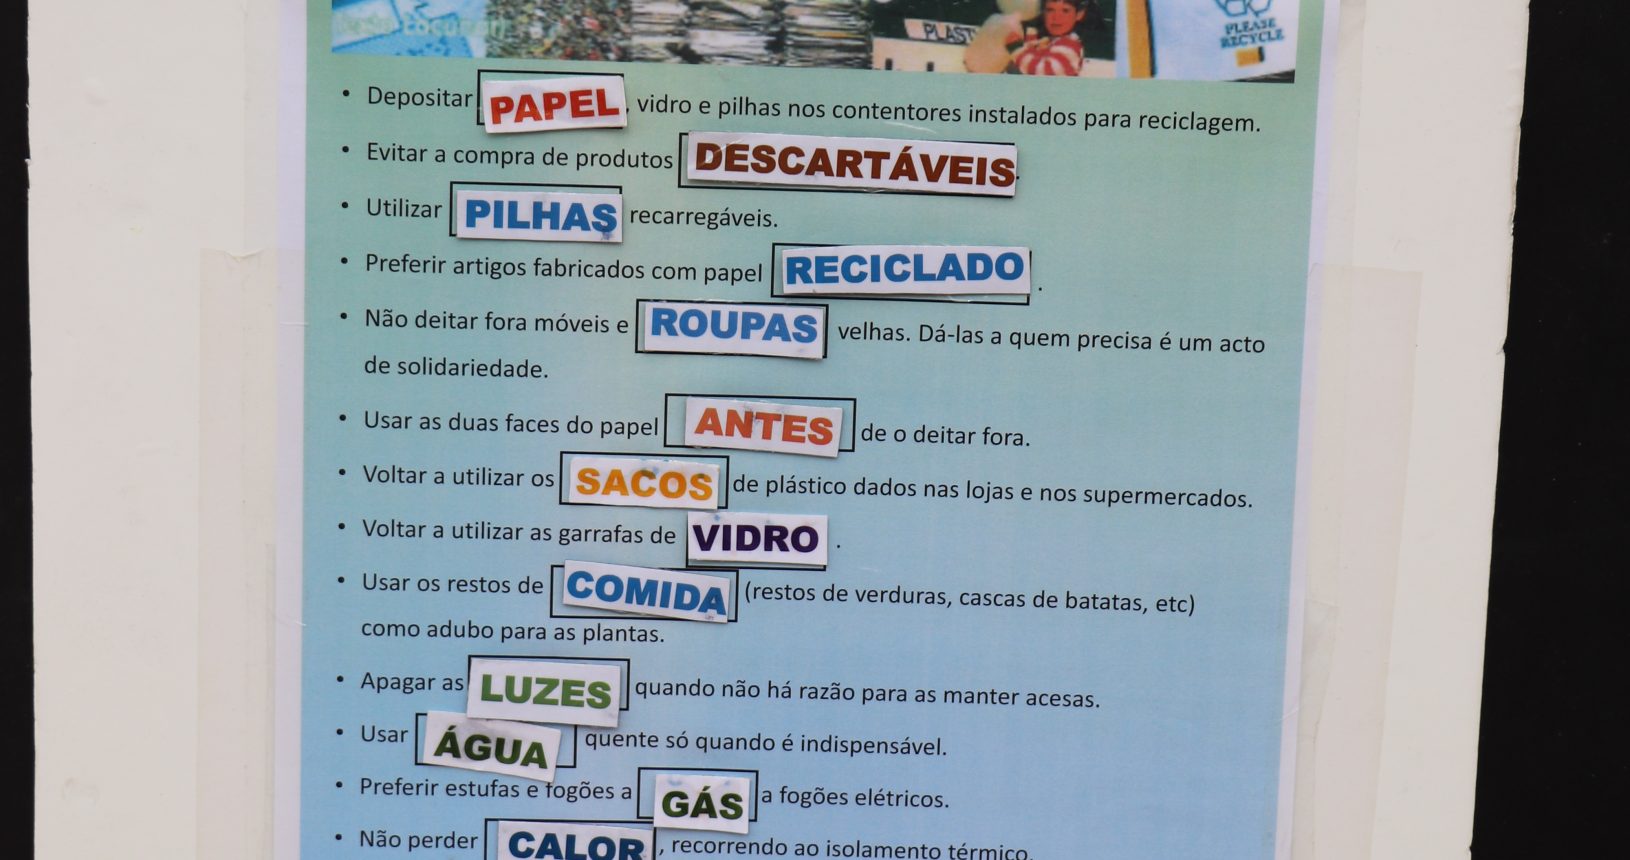 PLAST
PLEASE
RECYCLE
• Depositar PAPEL, vidro e pilhas nos contentores instalados para reciclagem.
• Evitar a compra de produtos DESCARTÁVEIS.
• Utilizar PILHAS recarregáveis.
• Preferir artigos fabricados com papel RECICLADO .
• Não deitar fora móveis e ROUPAS velhas. Dá-las a quem precisa é um acto
de solidariedade.
• Usar as duas faces do papel ANTES de o deitar fora.
• Voltar a utilizar os SACOS de plástico dados nas lojas e nos supermercados.
• Voltar a utilizar as garrafas de VIDRO .
• Usar os restos de COMIDA (restos de verduras, cascas de batatas, etc)
como adubo para as plantas.
• Apagar as LUZES quando não há razão para as manter acesas.
• Usar ÁGUA quente só quando é indispensável.
• Preferir estufas e fogões a GÁS a fogões elétricos.
• Não perder CALOR, recorrendo ao isolamento térmico.